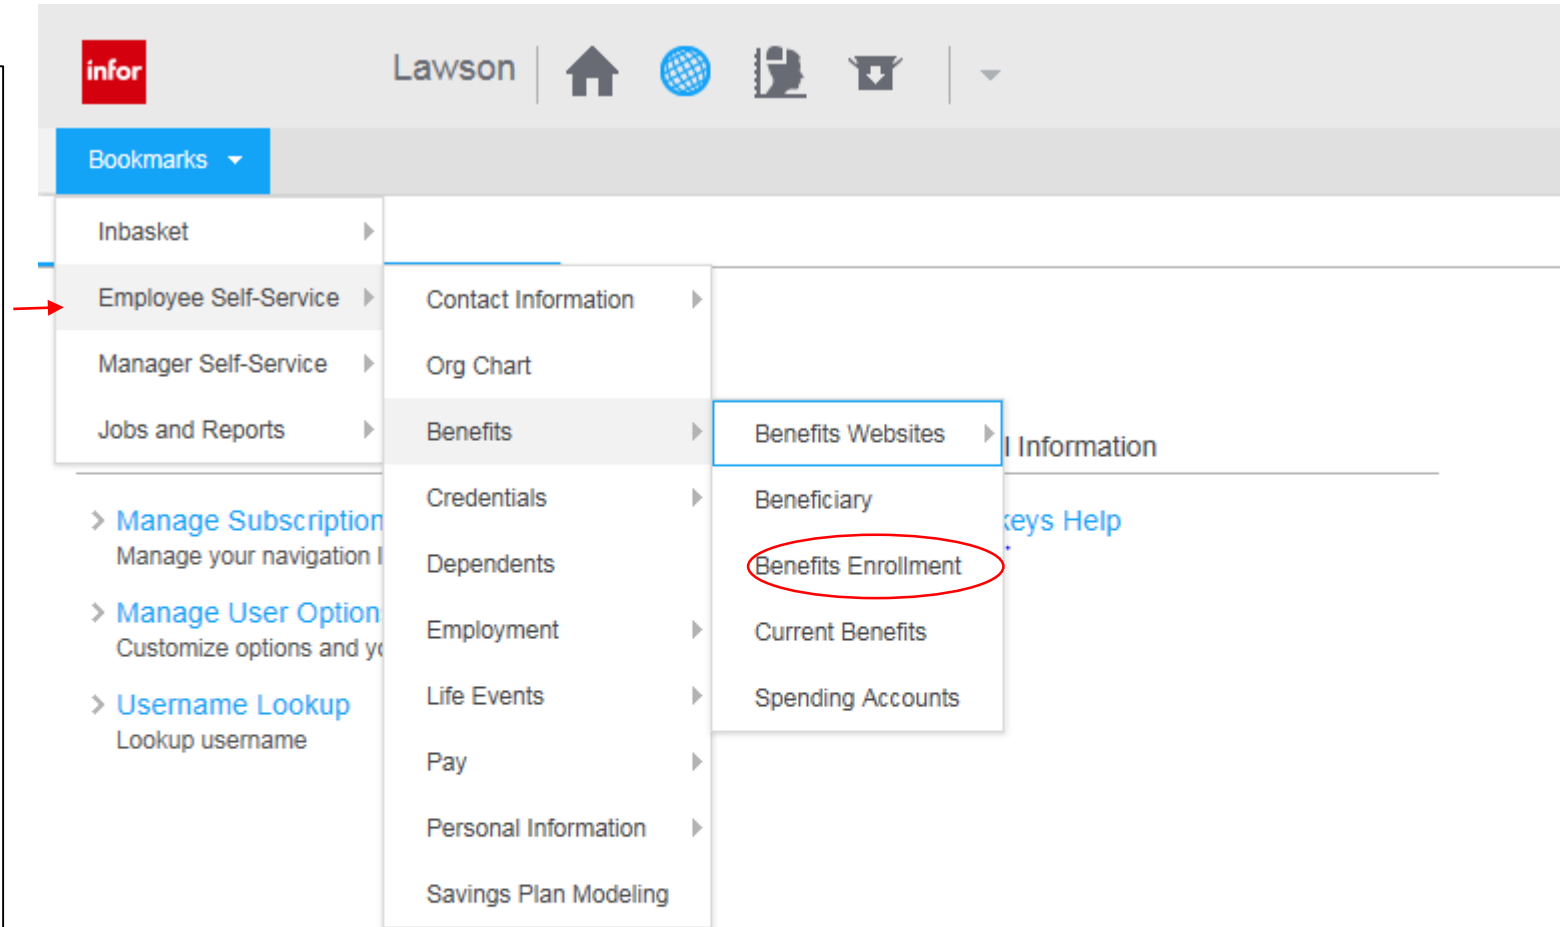 infor
Lawson
Bookmarks
Inbasket
Employee Self-Service
Manager Self-Service
Jobs and Reports
Contact Information
Org Chart
Benefits
Credentials
Dependents
Employment
Life Events
Pay
Personal Information
Savings Plan Modeling
Benefits Websites
Beneficiary
Benefits Enrollment
Current Benefits
Spending Accounts
l Information
Manage Subscription
Manage your navigation
Manage User Option
Customize options and yo
Username Lookup
Lookup username
keys Help